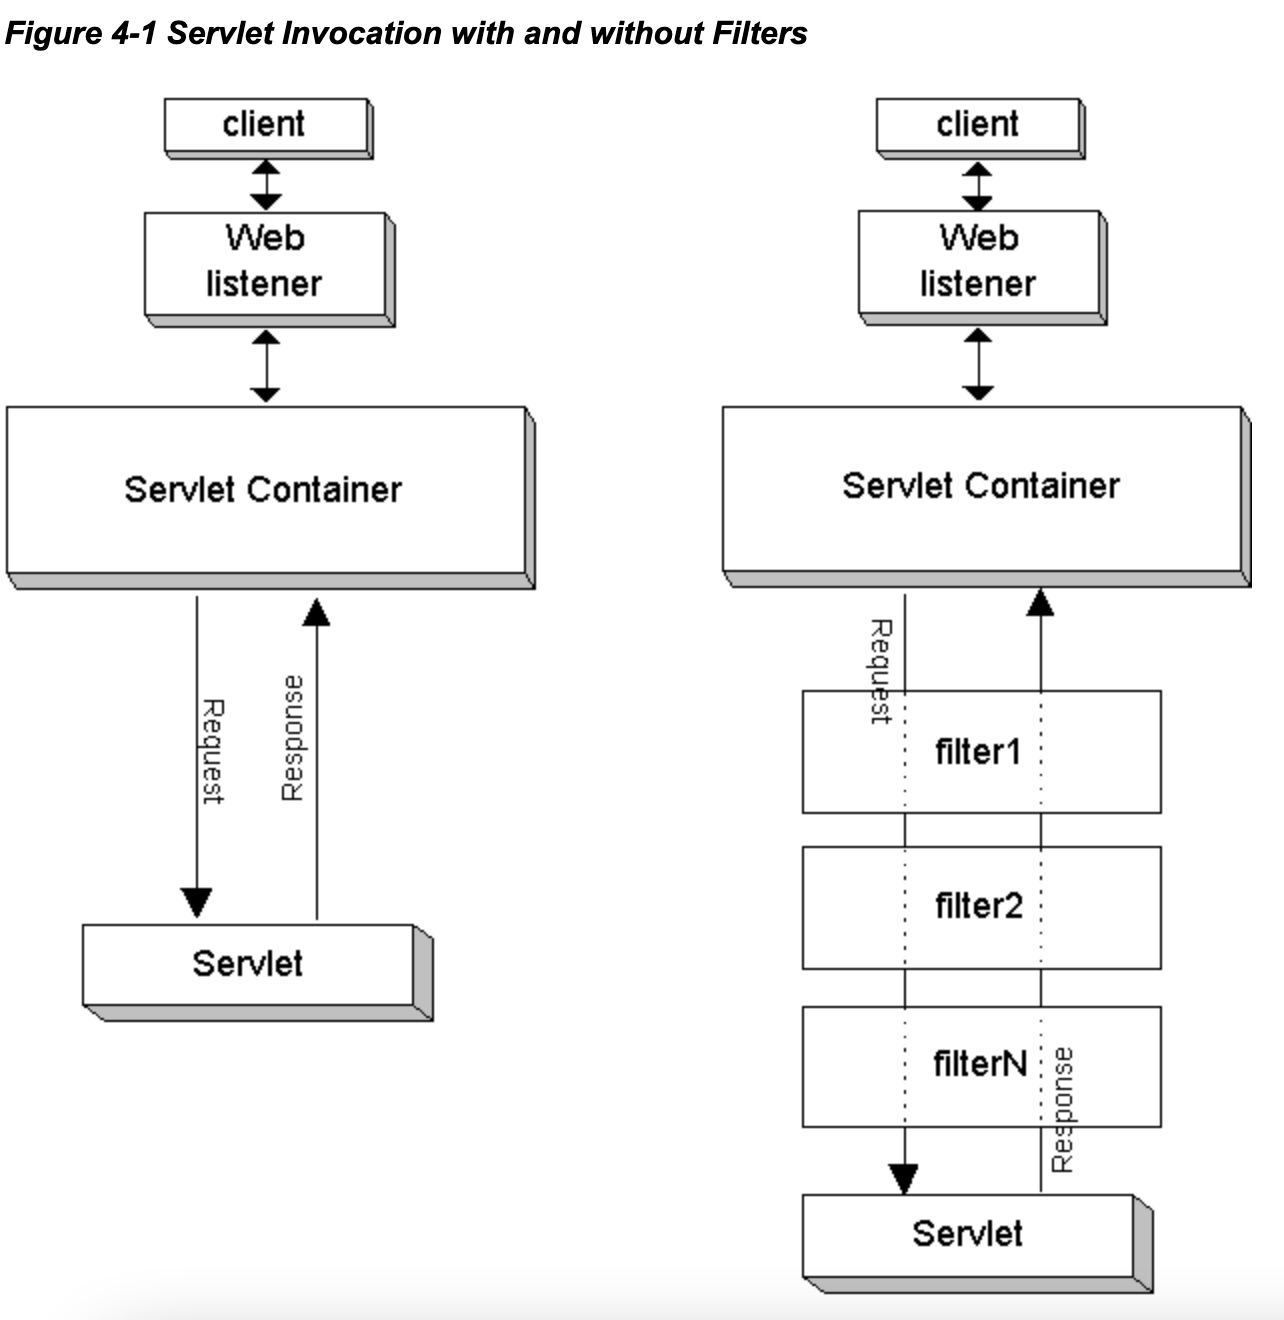 Figure 4-1 Servlet Invocation with and without Filters
client
Web
listener
Servlet Container
Request
Response
Servlet
client
Web
listener
Servlet Container
Request
filter1
filter2
filterN
Response
Servlet